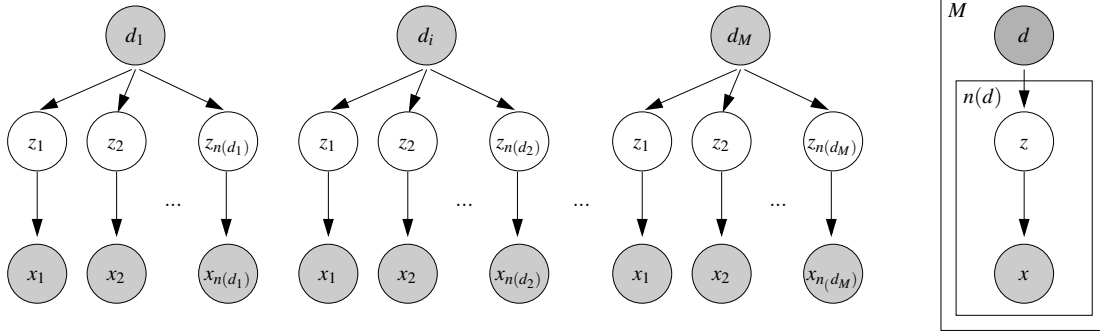 d1 di dM M d
n(d)
z1 z2 zn(d1) z1 z2 zn(d2) z1 z2 zn(dM) z
... ... ... ...
x1 x2 xn(d1) x1 x2 xn(d2) x1 x2 xn(dM) x